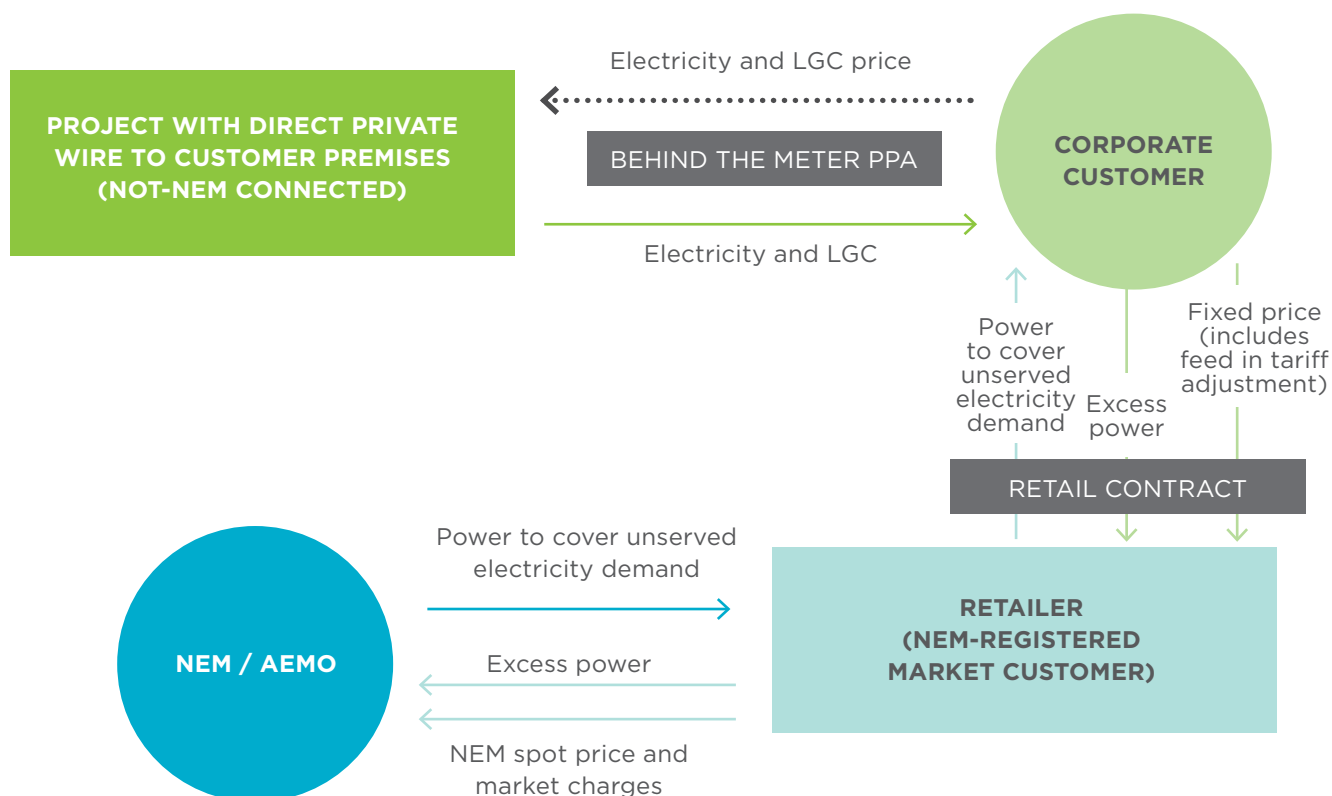 Electricity and LGC price
PROJECT WITH DIRECT PRIVATE
WIRE TO CUSTOMER PREMISES
(NOT-NEM CONNECTED)
BEHIND THE METER PPA
CORPORATE
CUSTOMER
Electricity and LGC
Power
to cover
unserved
electricity
demand
Excess
power
Fixed price
(includes
feed in tariff
adjustment)
RETAIL CONTRACT
Power to cover unserved
electricity demand
NEM / AEMO
Excess power
NEM spot price and
market charges
RETAILER
(NEM-REGISTERED
MARKET CUSTOMER)